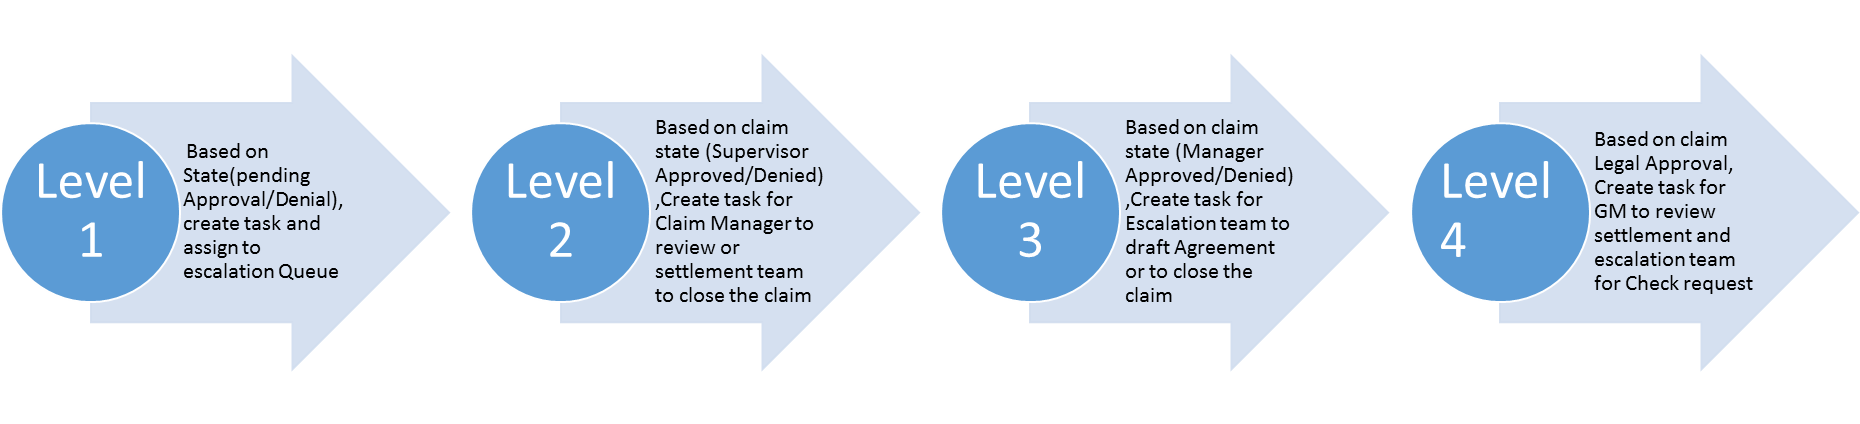 Level
1
Based on
State(pending
Approval/Denial),
create task and
assign to
escalation Queue
Level
2
Based on claim
state (Supervisor
Approved/Denied)
,Create task for
Claim Manager to
review or
settlement team
to close the claim
Level
3
Based on claim
state (Manager
Approved/Denied)
,Create task for
Escalation team to
draft Agreement
or to close the
claim
Level
4
Based on claim
Legal Approval,
Create task for
GM to review
settlement and
escalation team
for Check request